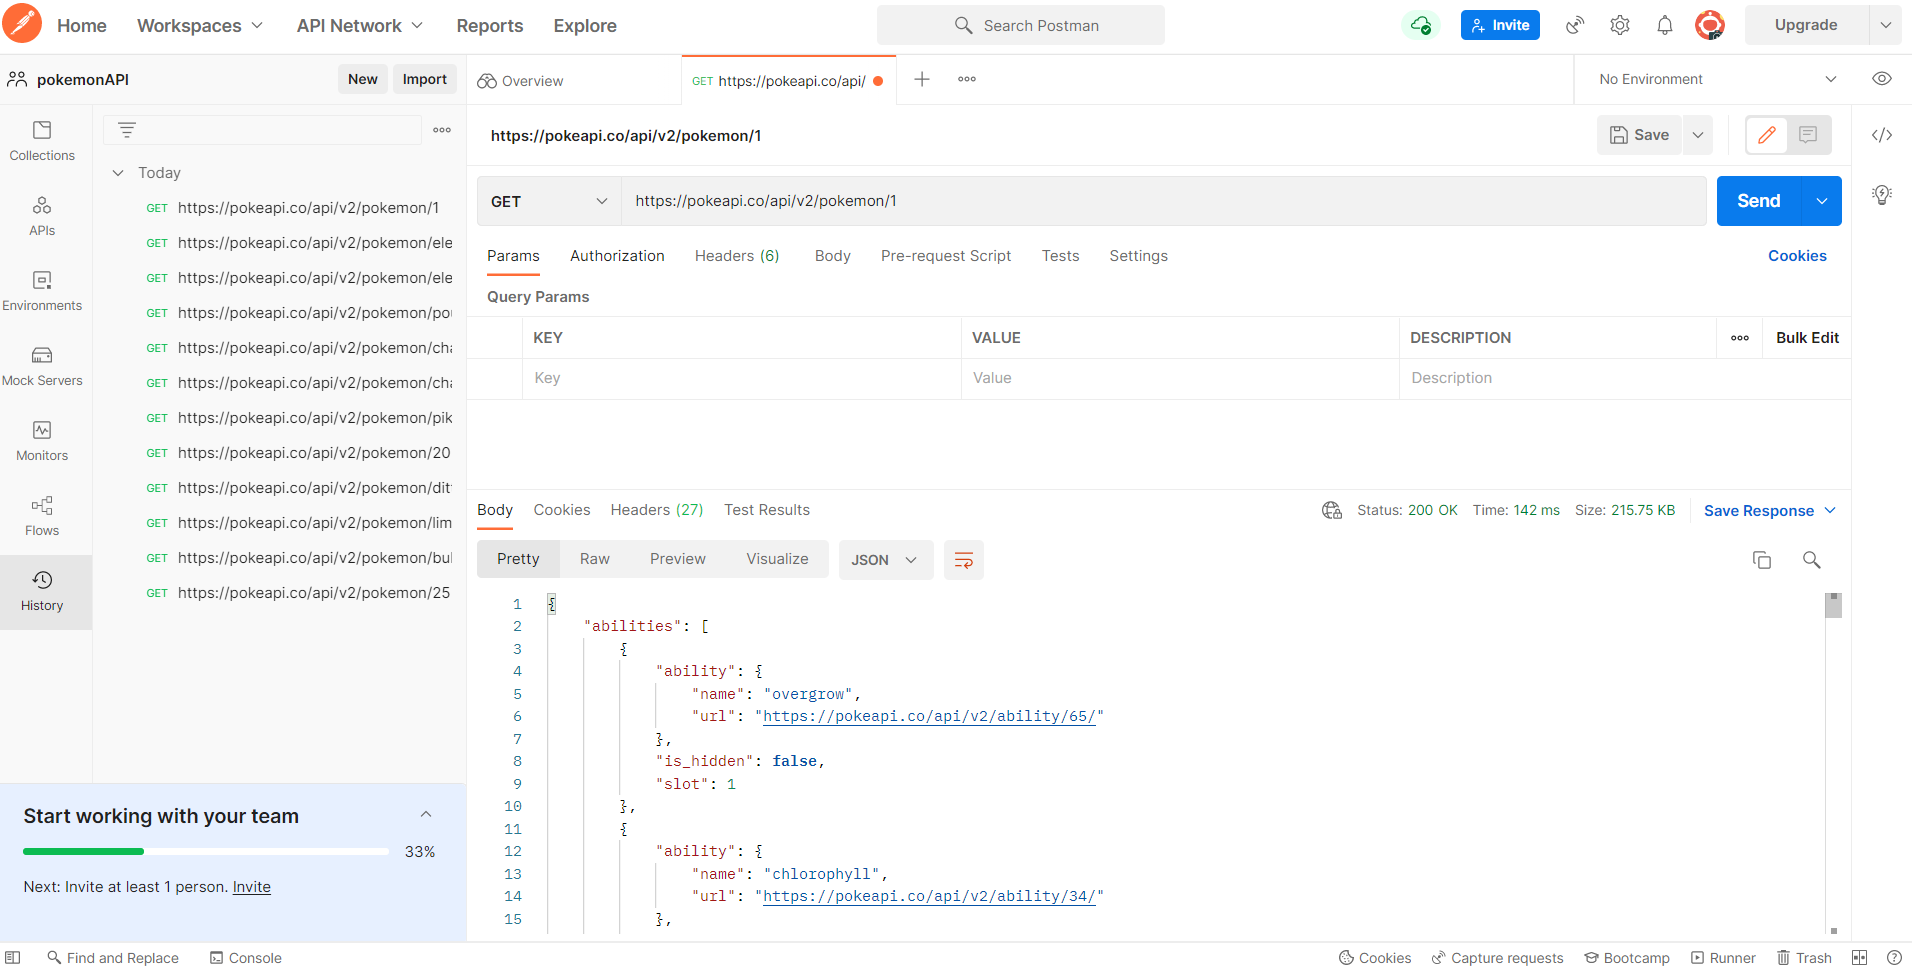 Home Workspaces API Network Reports Explore Search Postman Invite Upgrade
pokemonAPI New Import Overview GET https://pokeapi.co/api/ No Environment
Collections
APIs
Environments
Mock Servers
Monitors
Flows
History
Today
GET https://pokeapi.co/api/v2/pokemon/1
GET https://pokeapi.co/api/v2/pokemon/ele
GET https://pokeapi.co/api/v2/pokemon/ele
GET https://pokeapi.co/api/v2/pokemon/pou
GET https://pokeapi.co/api/v2/pokemon/cha
GET https://pokeapi.co/api/v2/pokemon/cha
GET https://pokeapi.co/api/v2/pokemon/pik
GET https://pokeapi.co/api/v2/pokemon/20
GET https://pokeapi.co/api/v2/pokemon/dit
GET https://pokeapi.co/api/v2/pokemon/lim
GET https://pokeapi.co/api/v2/pokemon/bul
GET https://pokeapi.co/api/v2/pokemon/25
Start working with your team
33%
Next: Invite at least 1 person. Invite
https://pokeapi.co/api/v2/pokemon/1 Save
GET https://pokeapi.co/api/v2/pokemon/1 Send
Params Authorization Headers (6) Body Pre-request Script Tests Settings Cookies
Query Params
KEY VALUE DESCRIPTION Bulk Edit
Key Value Description
Body Cookies Headers (27) Test Results Status: 200 OK Time: 142 ms Size: 215.75 KB Save Response
Pretty Raw Preview Visualize JSON
1 {
2 "abilities": [
3 {
4 "ability": {
5 "name": "overgrow",
6 "url": "https://pokeapi.co/api/v2/ability/65/"
7 },
8 "is_hidden": false,
9 "slot": 1
10 },
11 {
12 "ability": {
13 "name": "chlorophyll",
14 "url": "https://pokeapi.co/api/v2/ability/34/"
15 },
Find and Replace Console Cookies Capture requests Bootcamp Runner Trash